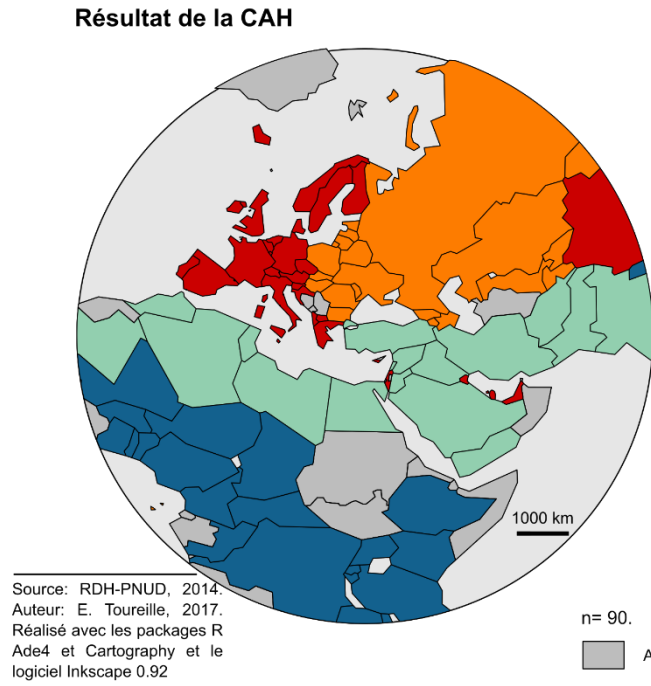 Résultat de la CAH
1000 km
Source: RDH-PNUD, 2014.
Auteur: E. Toureille, 2017.
Réalisé avec les packages R
Ade4 et Cartography et le
logiciel Inkscape 0.92
n= 90.
A